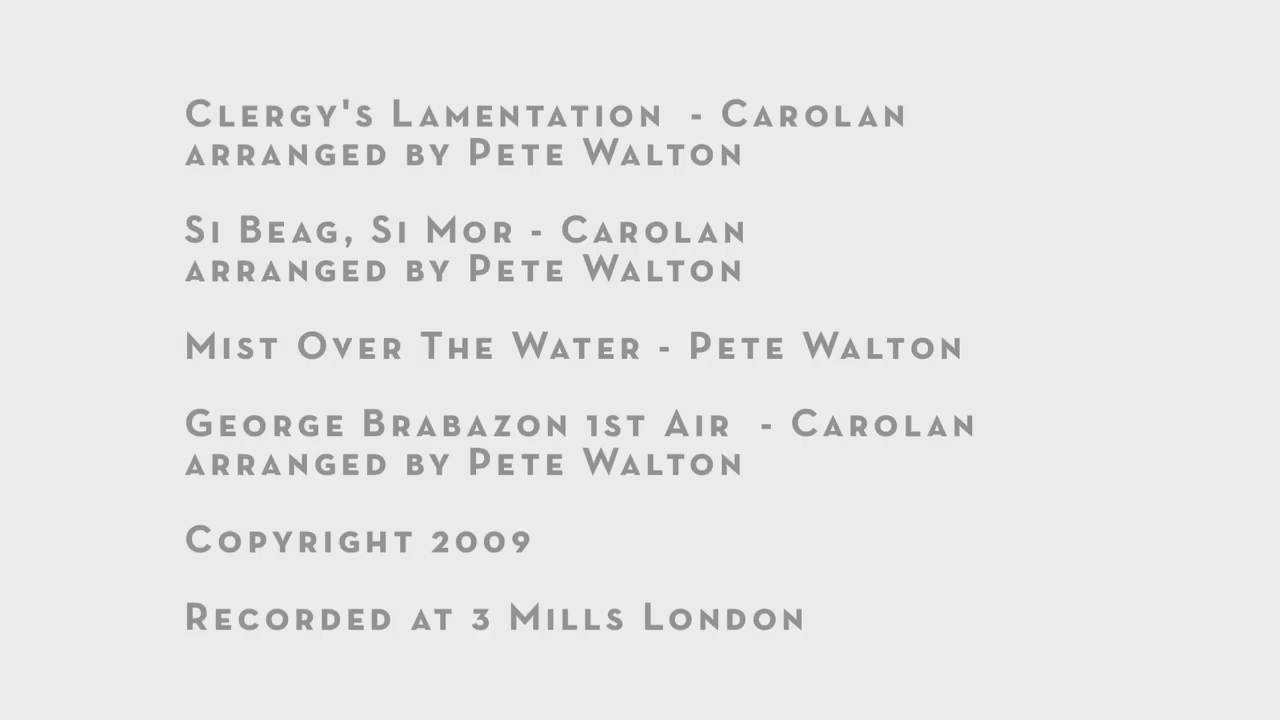 Clergy's Lamentation - Carolan
arranged by Pete Walton
Si Beag, Si Mor - Carolan
arranged by Pete Walton
Mist Over The Water - Pete Walton
George Brabazon 1st Air - Carolan
arranged by Pete Walton
Copyright 2009
Recorded at 3 Mills London